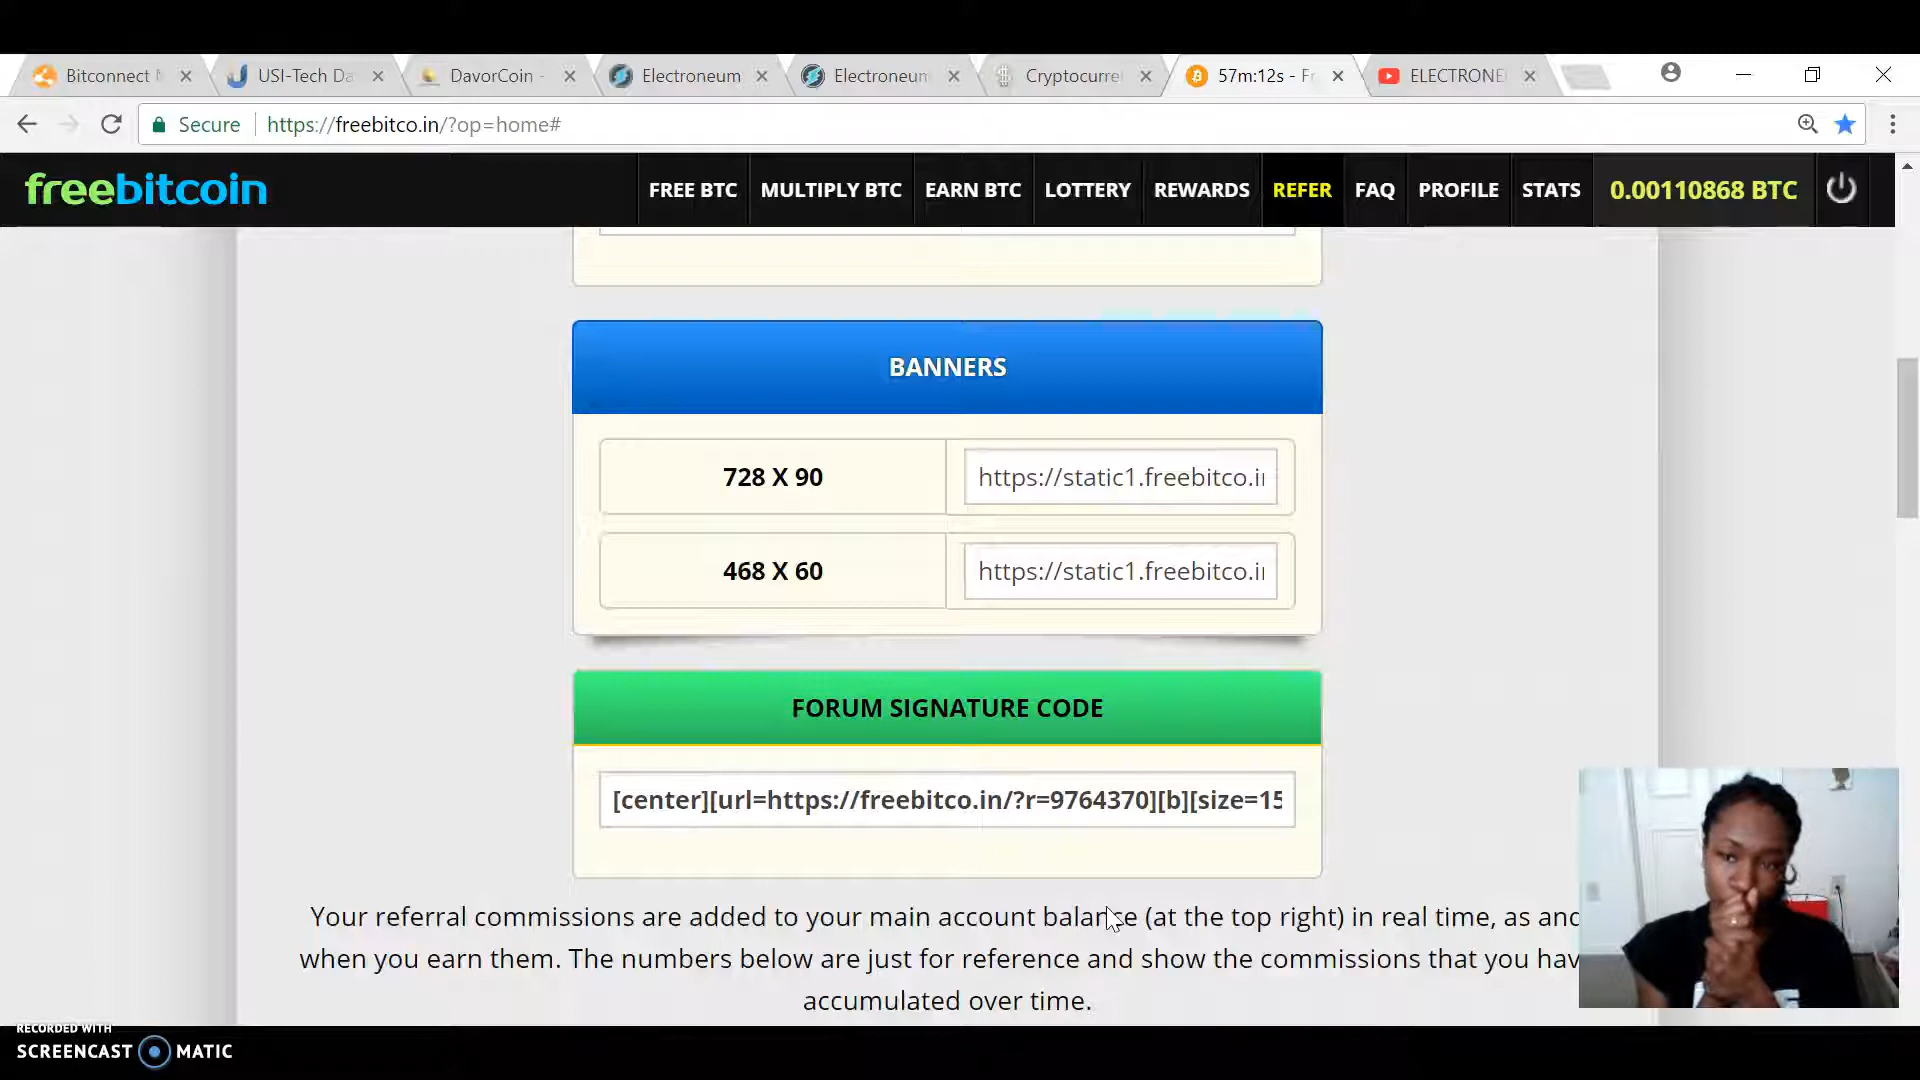 Bitconnect
USI-Tech Da
DavorCoin -
Electroneum
Electroneum
Cryptocurre
57m:12s - Fr
ELECTRONE
Secure
https://freebitco.in/?op=home#
freebitcoin
FREE BTC
MULTIPLY BTC
EARN BTC
LOTTERY
REWARDS
REFER
FAQ
PROFILE
STATS
0.00110868 BTC
BANNERS
728 X 90
https://static1.freebitco.in
468 X 60
https://static1.freebitco.in
FORUM SIGNATURE CODE
[center][url=https://freebitco.in/?r=9764370][b][size=15
Your referral commissions are added to your main account balance (at the top right) in real time, as and
when you earn them. The numbers below are just for reference and show the commissions that you hav
accumulated over time.
RECORDED WITH
SCREENCAST MATIC